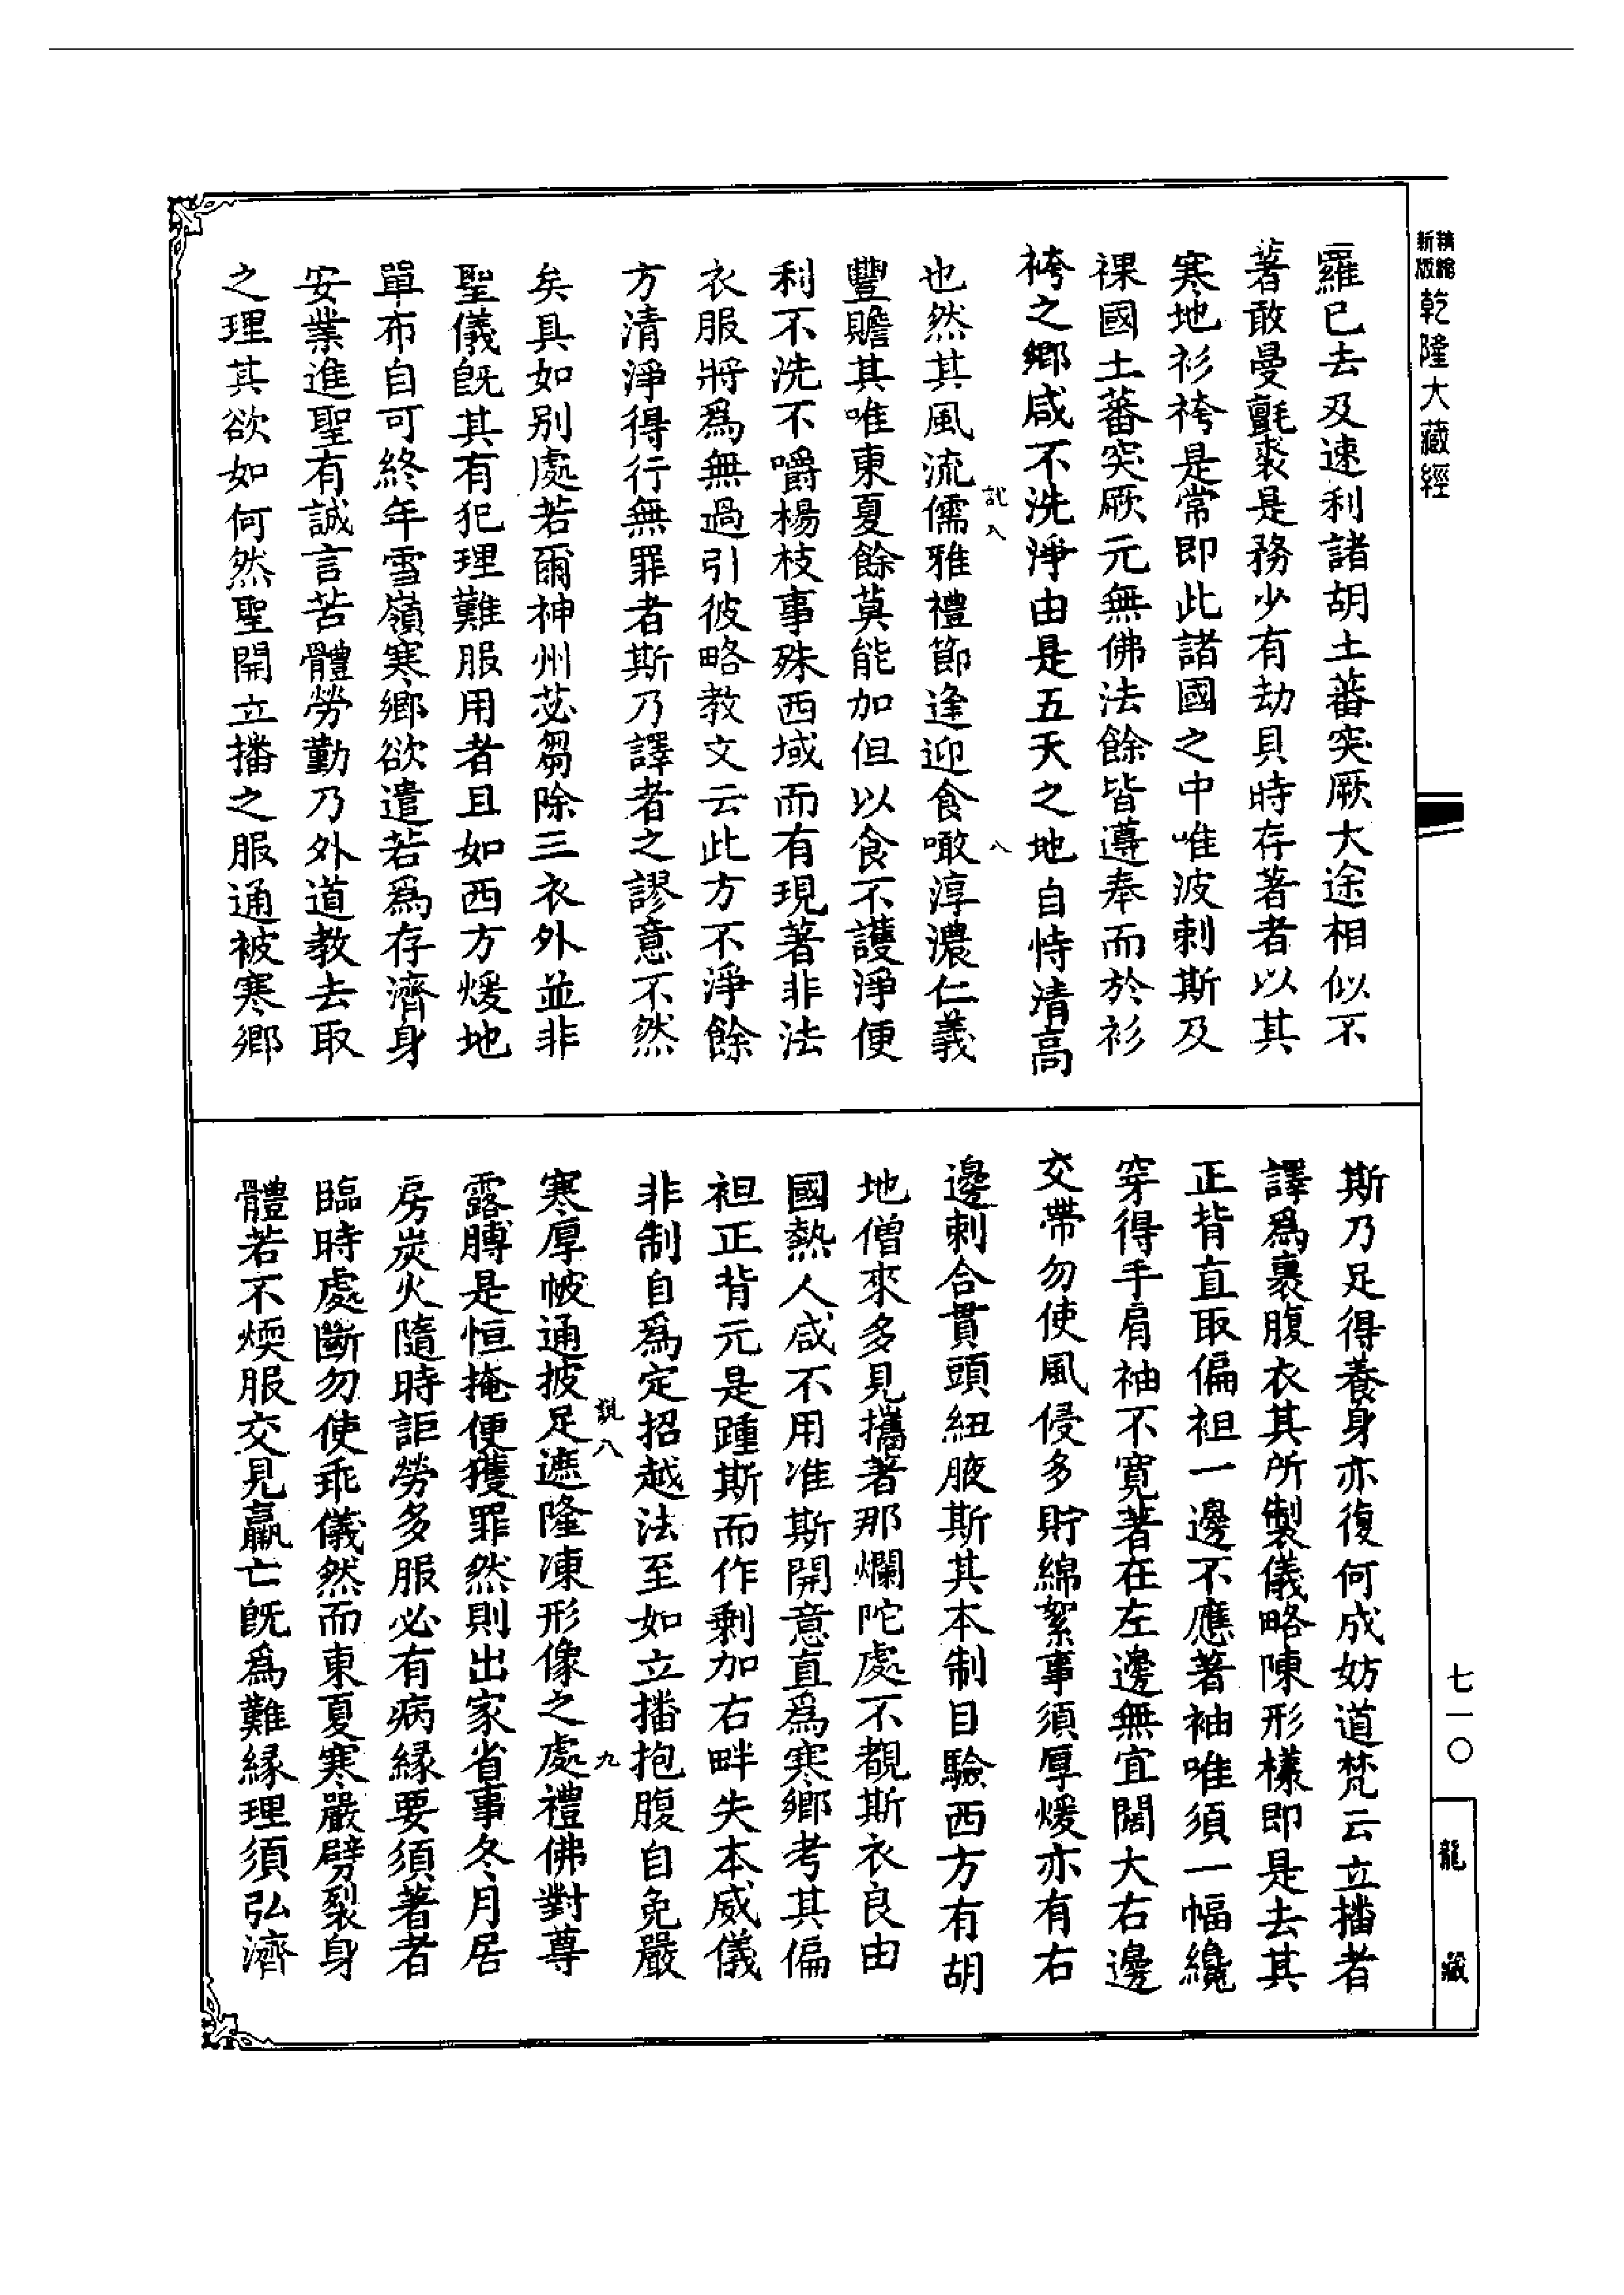 精縮新版乾隆大藏經
羅已去及速利諸胡土蕃突厥大途相似不
著敢曼氎裘是務少有劫貝時存著者以其
寒地衫袴是常即此諸國之中唯波剌斯及
裸國土蕃突厥元無佛法餘皆遵奉而於衫
袴之鄉咸不洗淨由是五天之地自恃清高
說八 八
也然其風流儒雅禮節逢迎食噉淳濃仁義
豐贍其唯東夏餘莫能加但以食不護淨便
利不洗不嚼楊枝事殊西域而有現著非法
衣服將為無過引彼略教文云此方不淨餘
方清淨得行無罪者斯乃譯者之謬意不然
矣具如別處若爾神州苾芻除三衣外並非
聖儀既其有犯理難服用者且如西方煖地
單布自可終年雪嶺寒鄉欲遣若為存濟身
安業進聖有誠言苦體勞勤乃外道教去取
之理其欲如何然聖開立播之服通被寒鄉
斯乃足得養身亦復何成妨道梵云立播者
譯為裹腹衣其所製儀略陳形樣即是去其
正背直取偏袒一邊不應著袖唯須一幅纔
穿得手肩袖不寬著在左邊無宜闊大右邊
交帶勿使風侵多貯綿絮事須厚煖亦有右
邊剌合貫頭紐腋斯其本制目驗西方有胡
地僧來多見攜著那爛陀處不覩斯衣良由
國熱人咸不用准斯開意直為寒鄉考其偏
袒正背元是踵斯而作剩加右畔失本威儀
非制自為定招越法至如立播抱腹自免嚴
說八 九
寒厚帔通披足遮隆凍形像之處禮佛對尊
露膊是恒掩便獲罪然則出家省事冬月居
房炭火隨時詎勞多服必有病緣要須著者
臨時處斷勿使乖儀然而東夏寒嚴劈裂身
體若不煗服交見羸亡既為難緣理須弘濟
七一〇
龍藏